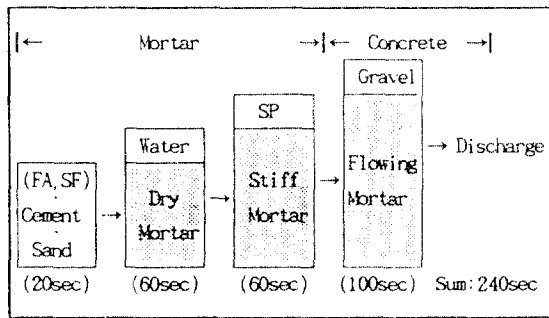 Mortar Concrete
(FA, SF)
·
Cement
·
Sand
(20sec)
Water
Dry
Mortar
(60sec)
SP
Stiff
Mortar
(60sec)
Gravel
Flowing
Mortar
(100sec)
Discharge
Sum:240sec